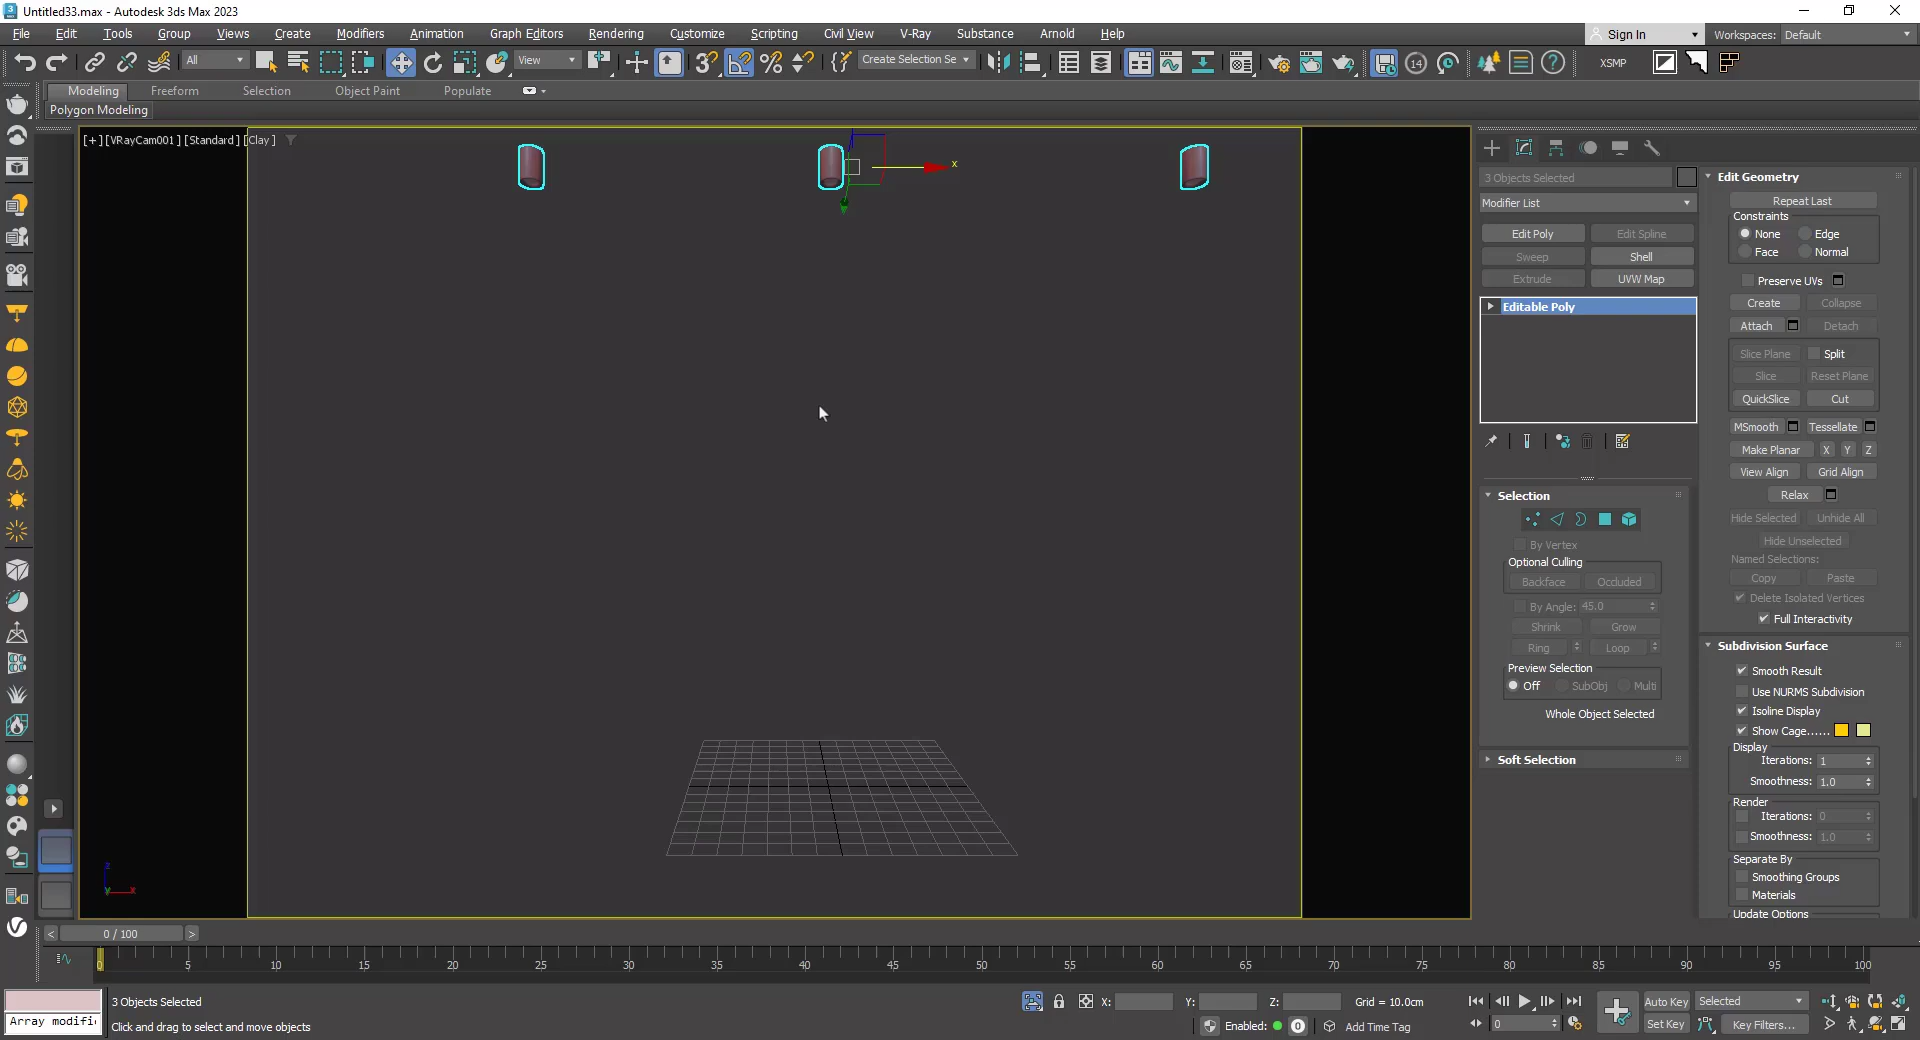 Untitled33.max - Autodesk 3ds Max 2023
File Edit Tools Group Views Create Modifiers Animation Graph Editors Rendering Customize Scripting Civil View V-Ray Substance Arnold Help Sign In Workspaces: Default
All View Create Selection Se 14 XSMP
Modeling Freeform Selection Object Paint Populate
Polygon Modeling
[+] [VRayCam001] [Standard] [Clay]
x
3 Objects Selected
Modifier List
Edit Poly Edit Spline
Sweep Shell
Extrude UVW Map
Editable Poly
Selection
By Vertex
Optional Culling
Backface Occluded
By Angle: 45.0
Shrink Grow
Ring Loop
Preview Selection
Off SubObj Multi
Whole Object Selected
Soft Selection
Edit Geometry
Repeat Last
Constraints
None Edge
Face Normal
Preserve UVs
Create Collapse
Attach Detach
Slice Plane Split
Slice Reset Plane
QuickSlice Cut
MSmooth Tessellate
Make Planar X Y Z
View Align Grid Align
Relax
Hide Selected Unhide All
Hide Unselected
Named Selections:
Copy Paste
Delete Isolated Vertices
Full Interactivity
Subdivision Surface
Smooth Result
Use NURMS Subdivision
Isoline Display
Show Cage......
Display
Iterations: 1
Smoothness: 1.0
Render
Iterations: 0
Smoothness: 1.0
Separate By
Smoothing Groups
Materials
Update Options
z
y x
< 0 / 100 >
0 5 10 15 20 25 30 35 40 45 50 55 60 65 70 75 80 85 90 95 100
3 Objects Selected X: Y: Z: Grid = 10.0cm Auto Key Selected
Array modifi
Click and drag to select and move objects Enabled: 0 Add Time Tag 0 Set Key Key Filters...